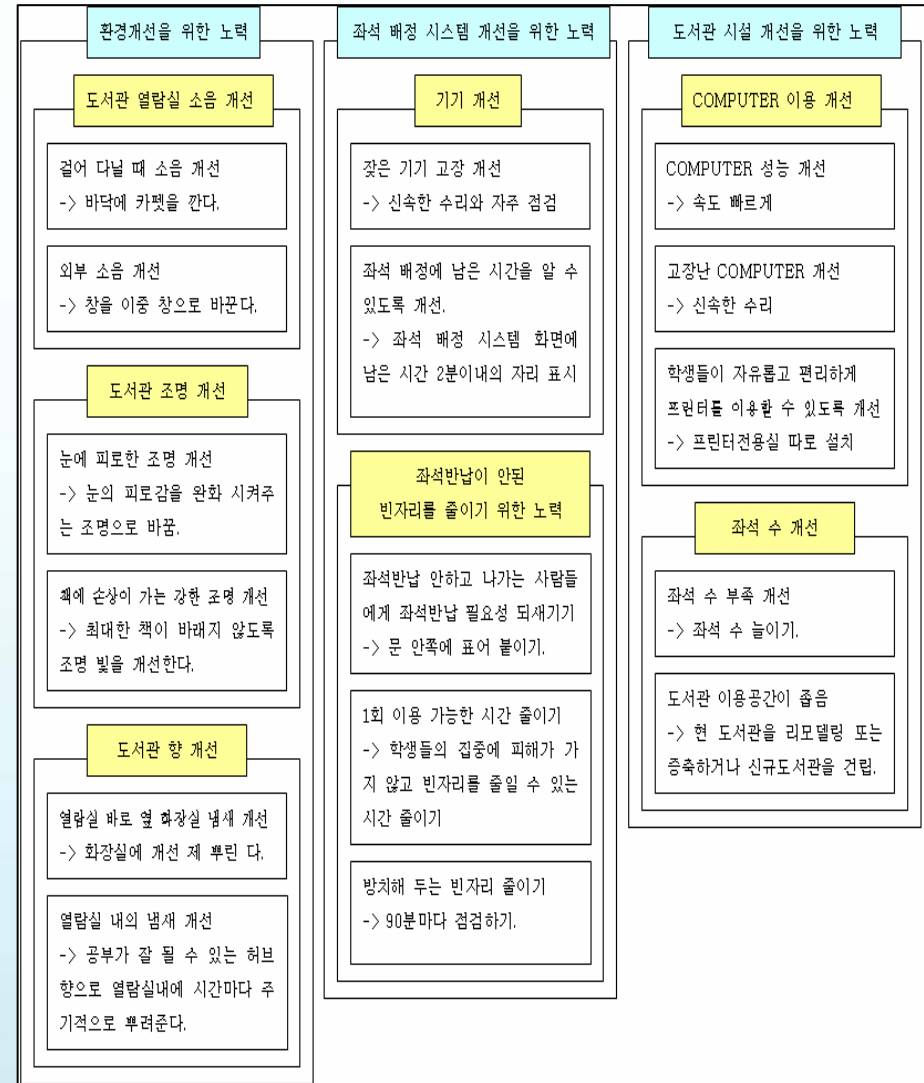 환경개선을 위한 노력
도서관 열람실 소음 개선
걸어 다닐 때 소음 개선
-> 바닥에 카펫을 깐다.
외부 소음 개선
-> 창을 이중 창으로 바꾼다.
도서관 조명 개선
눈에 피로한 조명 개선
-> 눈의 피로감을 완화 시켜주
는 조명으로 바꿈.
책에 손상이 가는 강한 조명 개선
-> 최대한 책이 바래지 않도록
조명 빛을 개선한다.
도서관 향 개선
열람실 바로 옆 화장실 냄새 개선
-> 화장실에 개선 제 뿌린 다.
열람실 내의 냄새 개선
-> 공부가 잘 될 수 있는 허브
향으로 열람실내에 시간마다 주
기적으로 뿌려준다.
좌석 배정 시스템 개선을 위한 노력
기기 개선
잦은 기기 고장 개선
-> 신속한 수리와 자주 점검
좌석 배정에 남은 시간을 알 수
있도록 개선.
-> 좌석 배정 시스템 화면에
남은 시간 2분이내의 자리 표시
좌석반납이 안된
빈자리를 줄이기 위한 노력
좌석반납 안하고 나가는 사람들
에게 좌석반납 필요성 되새기기
-> 문 안쪽에 표어 붙이기.
1회 이용 가능한 시간 줄이기
-> 학생들의 집중에 피해가 가
지 않고 빈자리를 줄일 수 있는
시간 줄이기
방치해 두는 빈자리 줄이기
-> 90분마다 점검하기.
도서관 시설 개선을 위한 노력
COMPUTER 이용 개선
COMPUTER 성능 개선
-> 속도 빠르게
고장난 COMPUTER 개선
-> 신속한 수리
학생들이 자유롭고 편리하게
프린터를 이용할 수 있도록 개선
-> 프린터전용실 따로 설치
좌석 수 개선
좌석 수 부족 개선
-> 좌석 수 늘이기.
도서관 이용공간이 좁음
-> 현 도서관을 리모델링 또는
증축하거나 신규도서관을 건립.